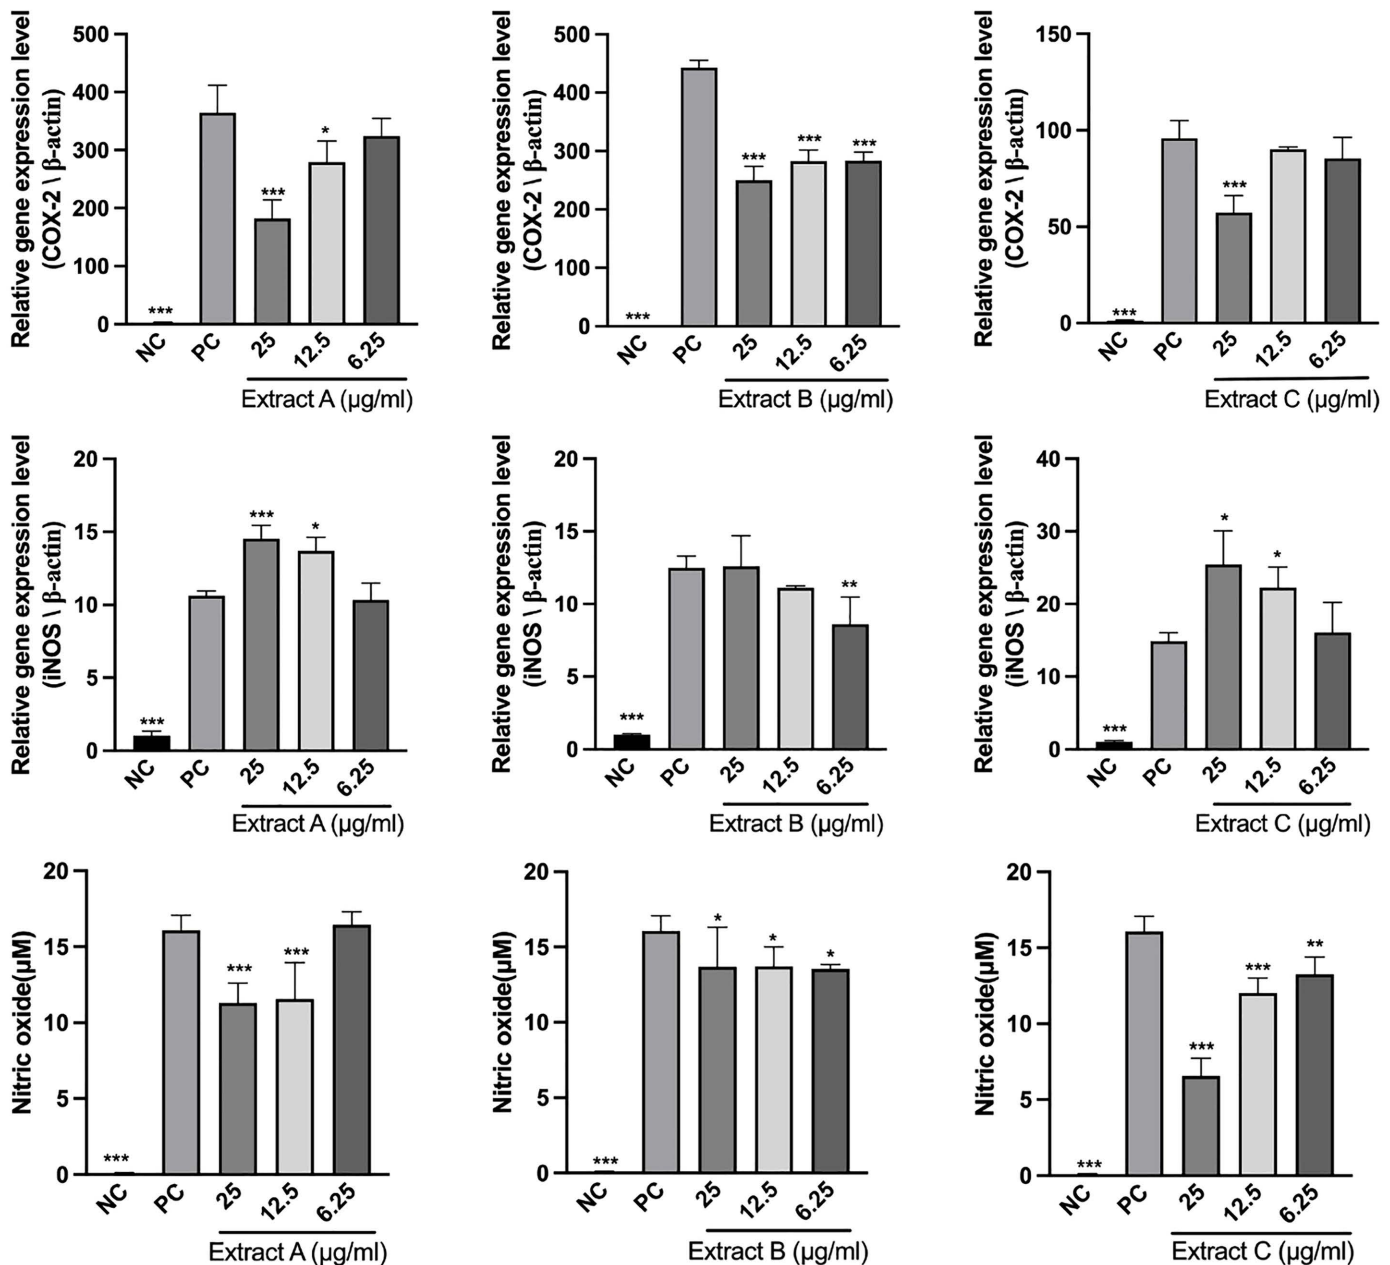 Relative gene expression level
(COX-2 \ β-actin)
500
400
300
200
100
0
***
***
*
NC
PC
25
12.5
6.25
Extract A (µg/ml)
Relative gene expression level
(COX-2 \ β-actin)
500
400
300
200
100
0
***
***
***
***
NC
PC
25
12.5
6.25
Extract B (µg/ml)
Relative gene expression level
(COX-2 \ β-actin)
150
100
50
0
***
***
NC
PC
25
12.5
6.25
Extract C (µg/ml)
Relative gene expression level
(iNOS \ β-actin)
20
15
10
5
0
***
***
*
NC
PC
25
12.5
6.25
Extract A (µg/ml)
Relative gene expression level
(iNOS \ β-actin)
20
15
10
5
0
***
**
NC
PC
25
12.5
6.25
Extract B (µg/ml)
Relative gene expression level
(iNOS \ β-actin)
40
30
20
10
0
***
*
*
NC
PC
25
12.5
6.25
Extract C (µg/ml)
Nitric oxide(µM)
20
15
10
5
0
***
***
***
NC
PC
25
12.5
6.25
Extract A (µg/ml)
Nitric oxide(µM)
20
15
10
5
0
***
*
*
*
NC
PC
25
12.5
6.25
Extract B (µg/ml)
Nitric oxide(µM)
20
15
10
5
0
***
***
***
**
NC
PC
25
12.5
6.25
Extract C (µg/ml)